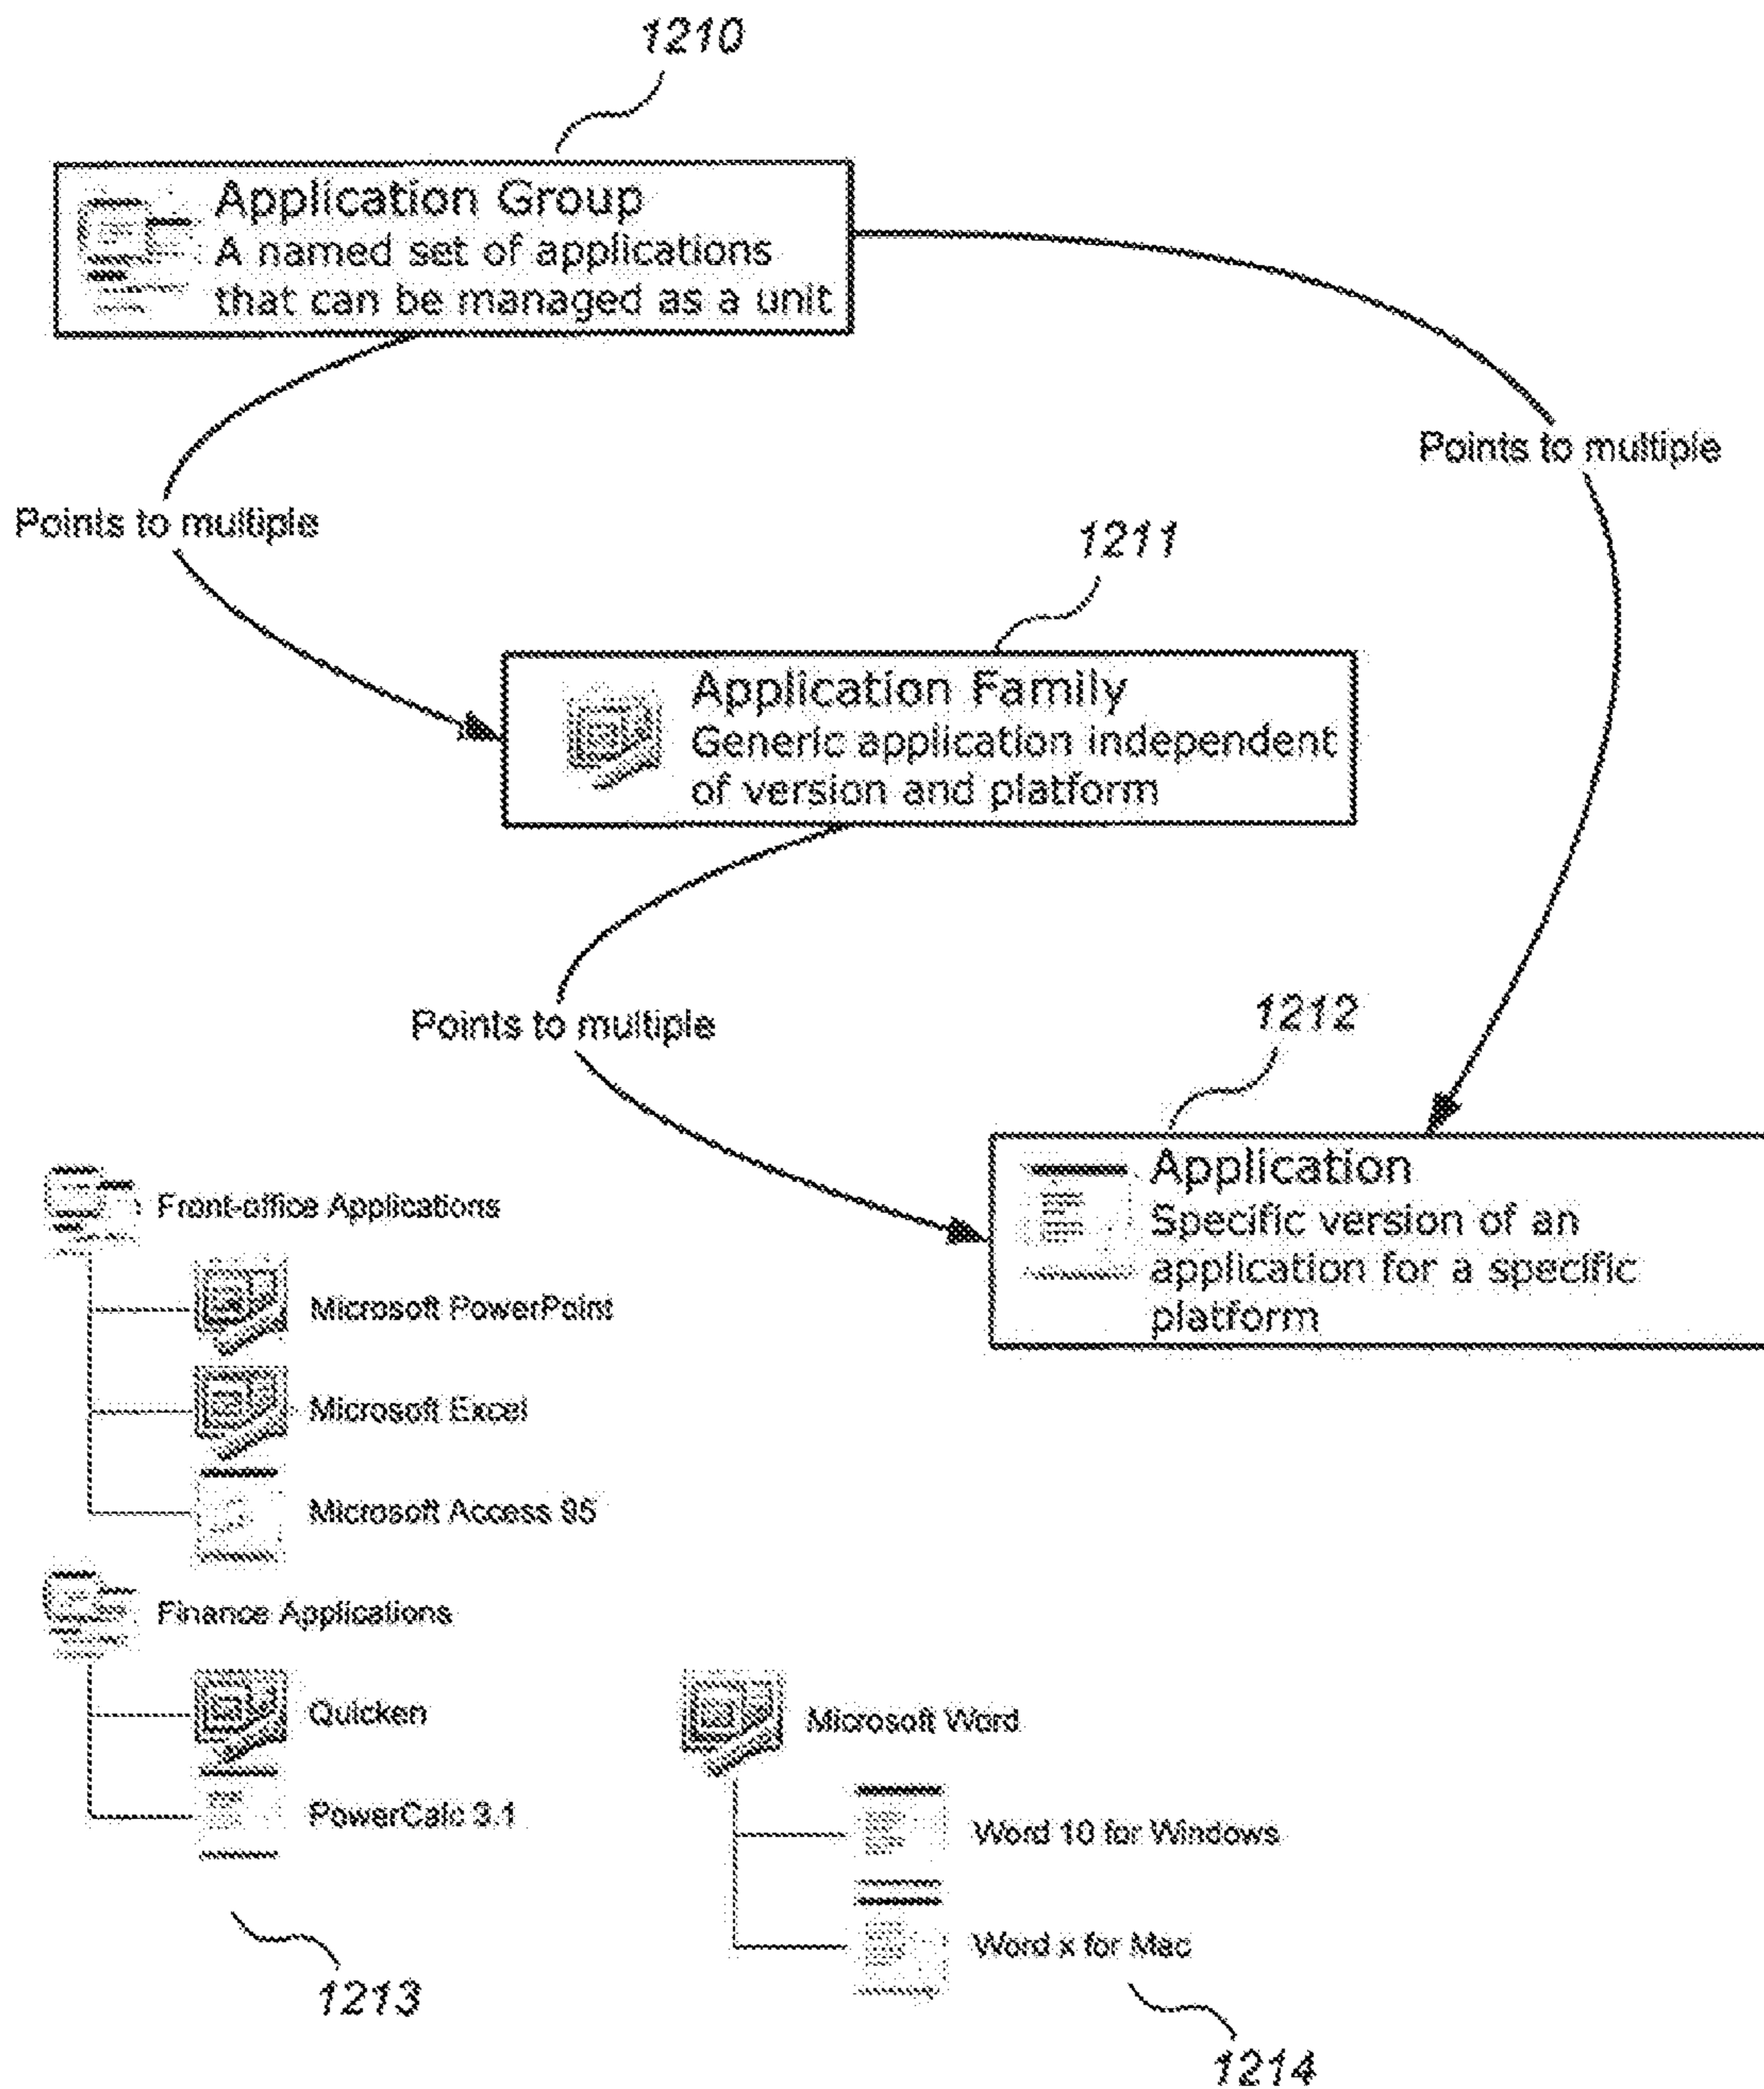 1210
Application Group
A named set of applications
that can be managed as a unit
Points to multiple
Points to multiple
1211
Application Family
Generic application independent
of version and platform
Points to multiple
1212
Application
Specific version of an
application for a specific
platform
Front-office Applications
Microsoft PowerPoint
Microsoft Excel
Microsoft Access 95
Finance Applications
Quicken
PowerCalc 3.1
1213
Microsoft Word
Word 10 for Windows
Word x for Mac
1214